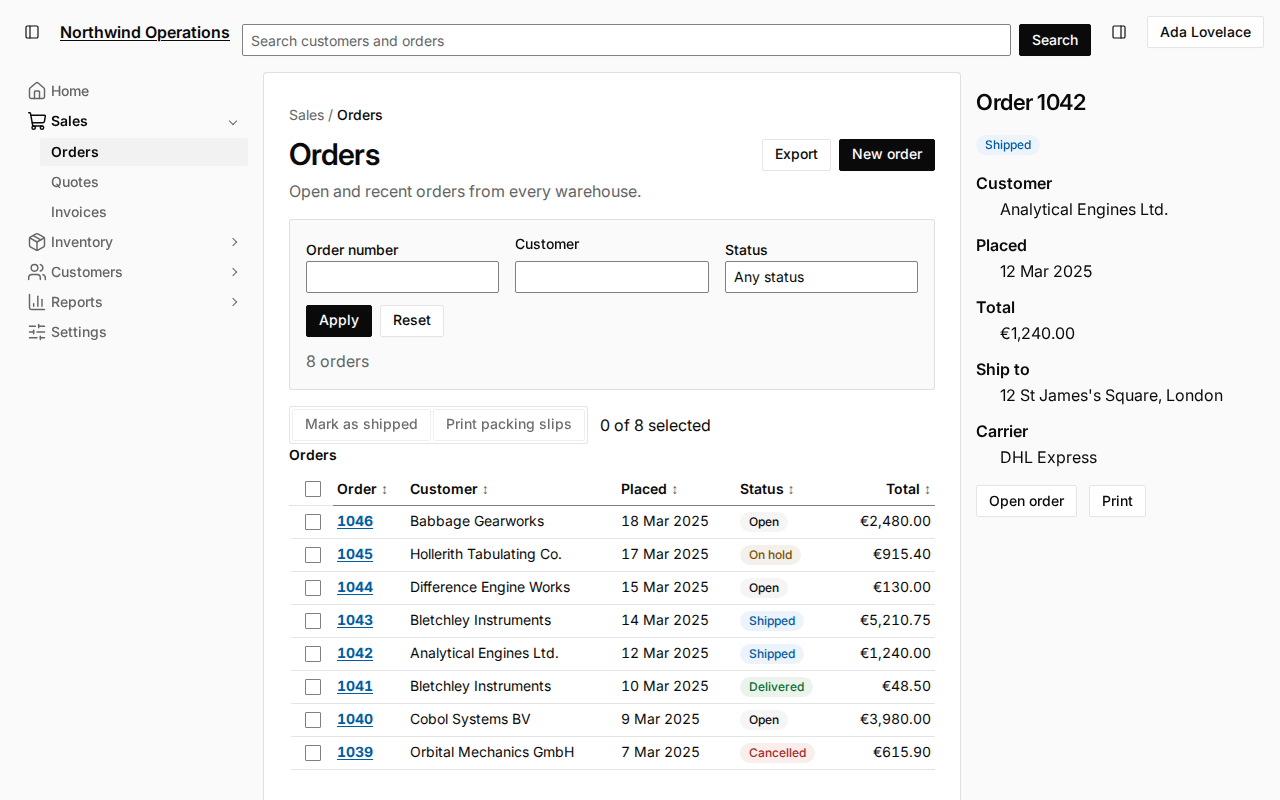 Northwind Operations
Search customers and orders
Search
Ada Lovelace
Home
Sales
Orders
Quotes
Invoices
Inventory
Customers
Reports
Settings
Sales / Orders
Orders
Export
New order
Open and recent orders from every warehouse.
Order number
Customer
Status
Any status
Apply
Reset
8 orders
Mark as shipped
Print packing slips
0 of 8 selected
Orders
Order ↕ Customer ↕ Placed ↕ Status ↕ Total ↕
1046 Babbage Gearworks 18 Mar 2025 Open €2,480.00
1045 Hollerith Tabulating Co. 17 Mar 2025 On hold €915.40
1044 Difference Engine Works 15 Mar 2025 Open €130.00
1043 Bletchley Instruments 14 Mar 2025 Shipped €5,210.75
1042 Analytical Engines Ltd. 12 Mar 2025 Shipped €1,240.00
1041 Bletchley Instruments 10 Mar 2025 Delivered €48.50
1040 Cobol Systems BV 9 Mar 2025 Open €3,980.00
1039 Orbital Mechanics GmbH 7 Mar 2025 Cancelled €615.90
Order 1042
Shipped
Customer
Analytical Engines Ltd.
Placed
12 Mar 2025
Total
€1,240.00
Ship to
12 St James's Square, London
Carrier
DHL Express
Open order
Print